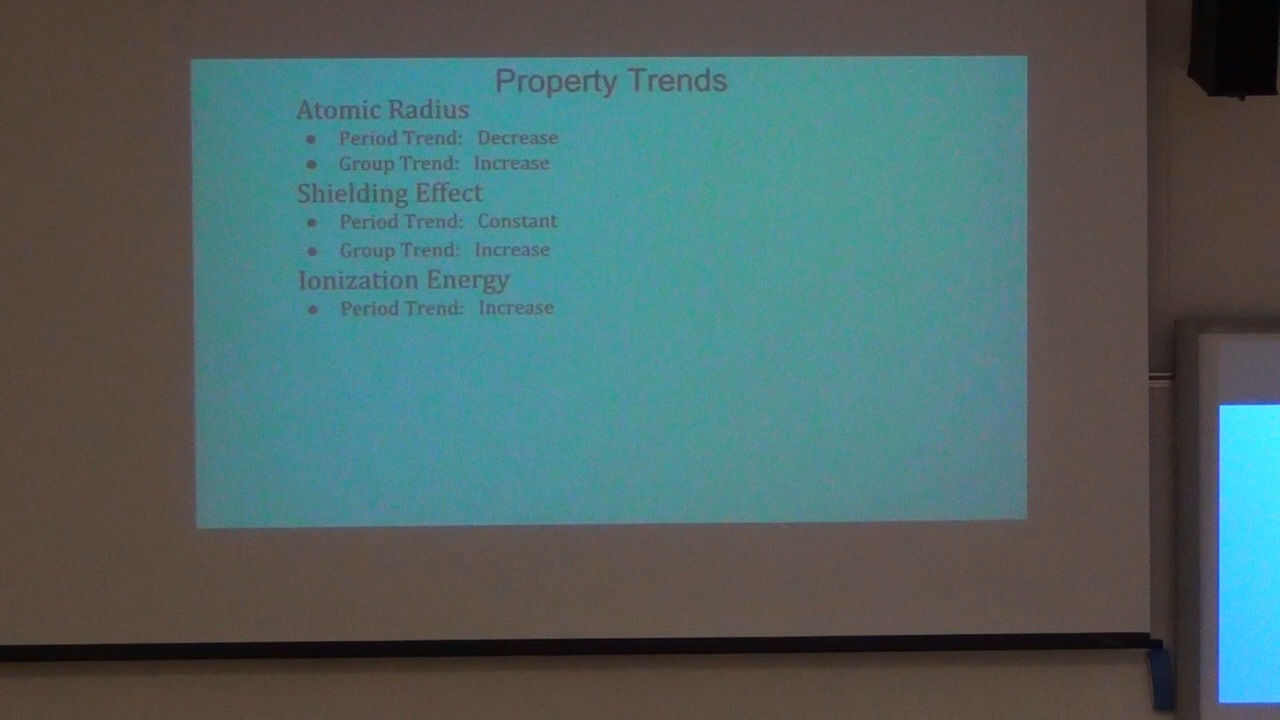 Property Trends
Atomic Radius
● Period Trend: Decrease
● Group Trend: Increase
Shielding Effect
● Period Trend: Constant
● Group Trend: Increase
Ionization Energy
● Period Trend: Increase